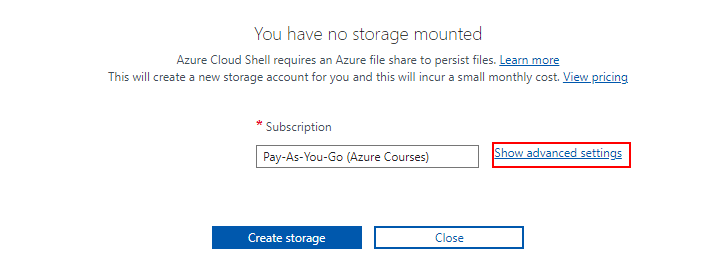 You have no storage mounted
Azure Cloud Shell requires an Azure file share to persist files. Learn more
This will create a new storage account for you and this will incur a small monthly cost. View pricing
* Subscription
Pay-As-You-Go (Azure Courses)
Show advanced settings
Create storage
Close